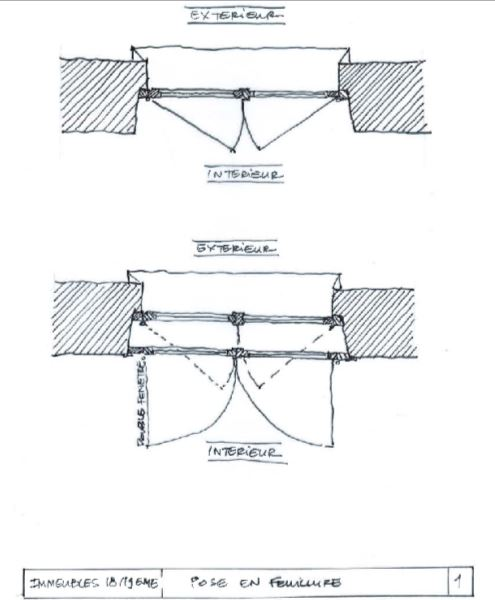 EXTERIEUR
INTERIEUR
EXTERIEUR
DOUBLE FENETRE
INTERIEUR
IMMEUBLES 18/19EME
POSE EN FEUILLURE
1